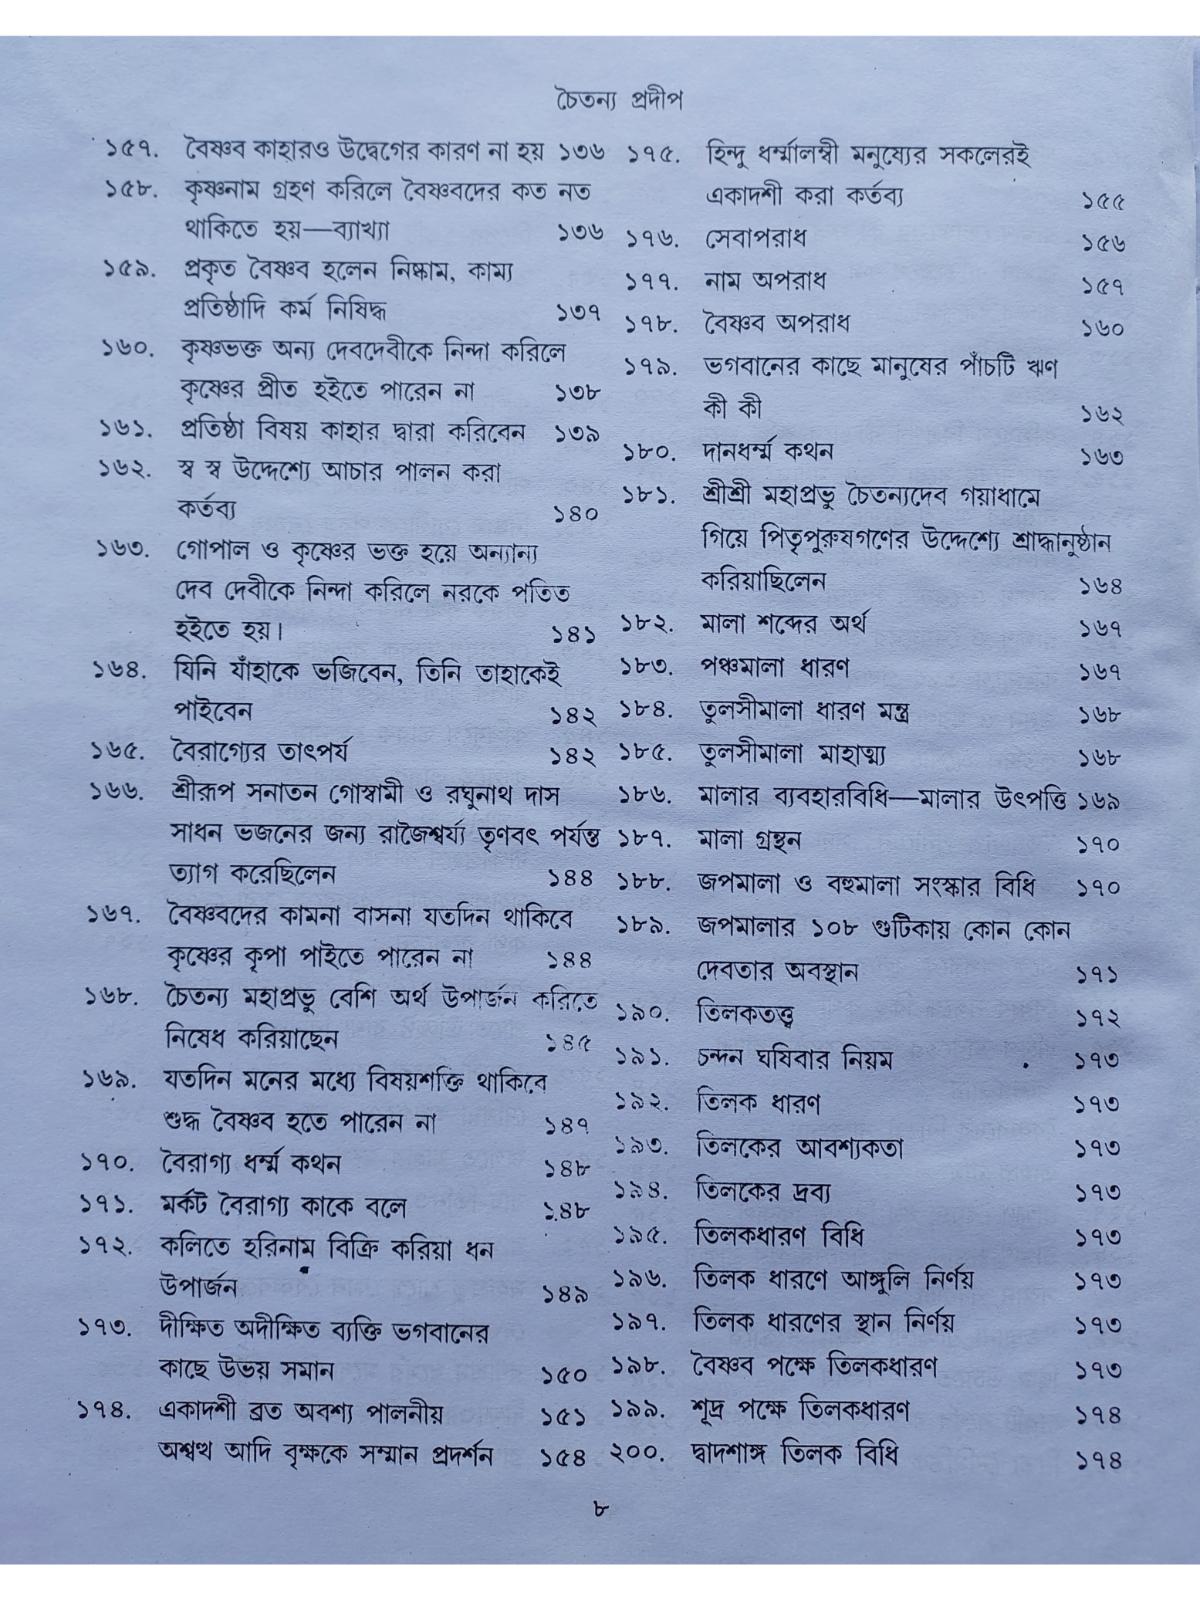 চৈতন্য প্রদীপ
১৫৭. বৈষ্ণব কাহারও উদ্বেগের কারণ না হয় ১৩৬
১৫৮. কৃষ্ণনাম গ্রহণ করিলে বৈষ্ণবদের কত নত
থাকিতে হয়—ব্যাখ্যা ১৩৬
১৫৯. প্রকৃত বৈষ্ণব হলেন নিষ্কাম, কাম্য
প্রতিষ্ঠাদি কর্ম নিষিদ্ধ ১৩৭
১৬০. কৃষ্ণভক্ত অন্য দেবদেবীকে নিন্দা করিলে
কৃষ্ণের প্রীত হইতে পারেন না ১৩৮
১৬১. প্রতিষ্ঠা বিষয় কাহার দ্বারা করিবেন ১৩৯
১৬২. স্ব স্ব উদ্দেশ্যে আচার পালন করা
কর্তব্য ১৪০
১৬৩. গোপাল ও কৃষ্ণের ভক্ত হয়ে অন্যান্য
দেব দেবীকে নিন্দা করিলে নরকে পতিত
হইতে হয়। ১৪১
১৬৪. যিনি যাঁহাকে ভজিবেন, তিনি তাহাকেই
পাইবেন ১৪২
১৬৫. বৈরাগ্যের তাৎপর্য ১৪২
১৬৬. শ্রীরূপ সনাতন গোস্বামী ও রঘুনাথ দাস
সাধন ভজনের জন্য রাজৈশ্বর্য্য তৃণবৎ পর্যন্ত
ত্যাগ করেছিলেন ১৪৪
১৬৭. বৈষ্ণবদের কামনা বাসনা যতদিন থাকিবে
কৃষ্ণের কৃপা পাইতে পারেন না ১৪৪
১৬৮. চৈতন্য মহাপ্রভু বেশি অর্থ উপার্জন করিতে
নিষেধ করিয়াছেন ১৪৫
১৬৯. যতদিন মনের মধ্যে বিষয়শক্তি থাকিবে
শুদ্ধ বৈষ্ণব হতে পারেন না ১৪৭
১৭০. বৈরাগ্য ধর্ম্ম কথন ১৪৮
১৭১. মর্কট বৈরাগ্য কাকে বলে ১৪৮
১৭২. কলিতে হরিনাম বিক্রি করিয়া ধন
উপার্জন ১৪৯
১৭৩. দীক্ষিত অদীক্ষিত ব্যক্তি ভগবানের
কাছে উভয় সমান ১৫০
১৭৪. একাদশী ব্রত অবশ্য পালনীয় ১৫১
অশ্বত্থ আদি বৃক্ষকে সম্মান প্রদর্শন ১৫৪
১৭৫. হিন্দু ধর্ম্মালম্বী মনুষ্যের সকলেরই
একাদশী করা কর্তব্য ১৫৫
১৭৬. সেবাপরাধ ১৫৬
১৭৭. নাম অপরাধ ১৫৭
১৭৮. বৈষ্ণব অপরাধ ১৬০
১৭৯. ভগবানের কাছে মানুষের পাঁচটি ঋণ
কী কী ১৬২
১৮০. দানধর্ম্ম কথন ১৬৩
১৮১. শ্রীশ্রী মহাপ্রভু চৈতন্যদেব গয়াধামে
গিয়ে পিতৃপুরুষগণের উদ্দেশ্যে শ্রাদ্ধানুষ্ঠান
করিয়াছিলেন ১৬৪
১৮২. মালা শব্দের অর্থ ১৬৭
১৮৩. পঞ্চমালা ধারণ ১৬৭
১৮৪. তুলসীমালা ধারণ মন্ত্র ১৬৮
১৮৫. তুলসীমালা মাহাত্ম্য ১৬৮
১৮৬. মালার ব্যবহারবিধি—মালার উৎপত্তি ১৬৯
১৮৭. মালা গ্রন্থন ১৭০
১৮৮. জপমালা ও বহুমালা সংস্কার বিধি ১৭০
১৮৯. জপমালার ১০৮ গুটিকায় কোন কোন
দেবতার অবস্থান ১৭১
১৯০. তিলকতত্ত্ব ১৭২
১৯১. চন্দন ঘষিবার নিয়ম ১৭৩
১৯২. তিলক ধারণ ১৭৩
১৯৩. তিলকের আবশ্যকতা ১৭৩
১৯৪. তিলকের দ্রব্য ১৭৩
১৯৫. তিলকধারণ বিধি ১৭৩
১৯৬. তিলক ধারণে আঙ্গুলি নির্ণয় ১৭৩
১৯৭. তিলক ধারণের স্থান নির্ণয় ১৭৩
১৯৮. বৈষ্ণব পক্ষে তিলকধারণ ১৭৩
১৯৯. শূদ্র পক্ষে তিলকধারণ ১৭৪
২০০. দ্বাদশাঙ্গ তিলক বিধি ১৭৪
৮